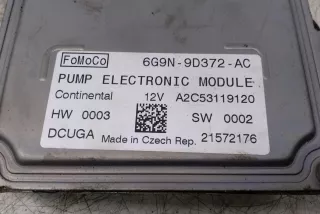 FoMoCo 6G9N-9D372-AC
PUMP ELECTRONIC MODULE
Continental 12V A2C53119120
HW 0003 SW 0002
DCUGA Made in Czech Rep. 21572176